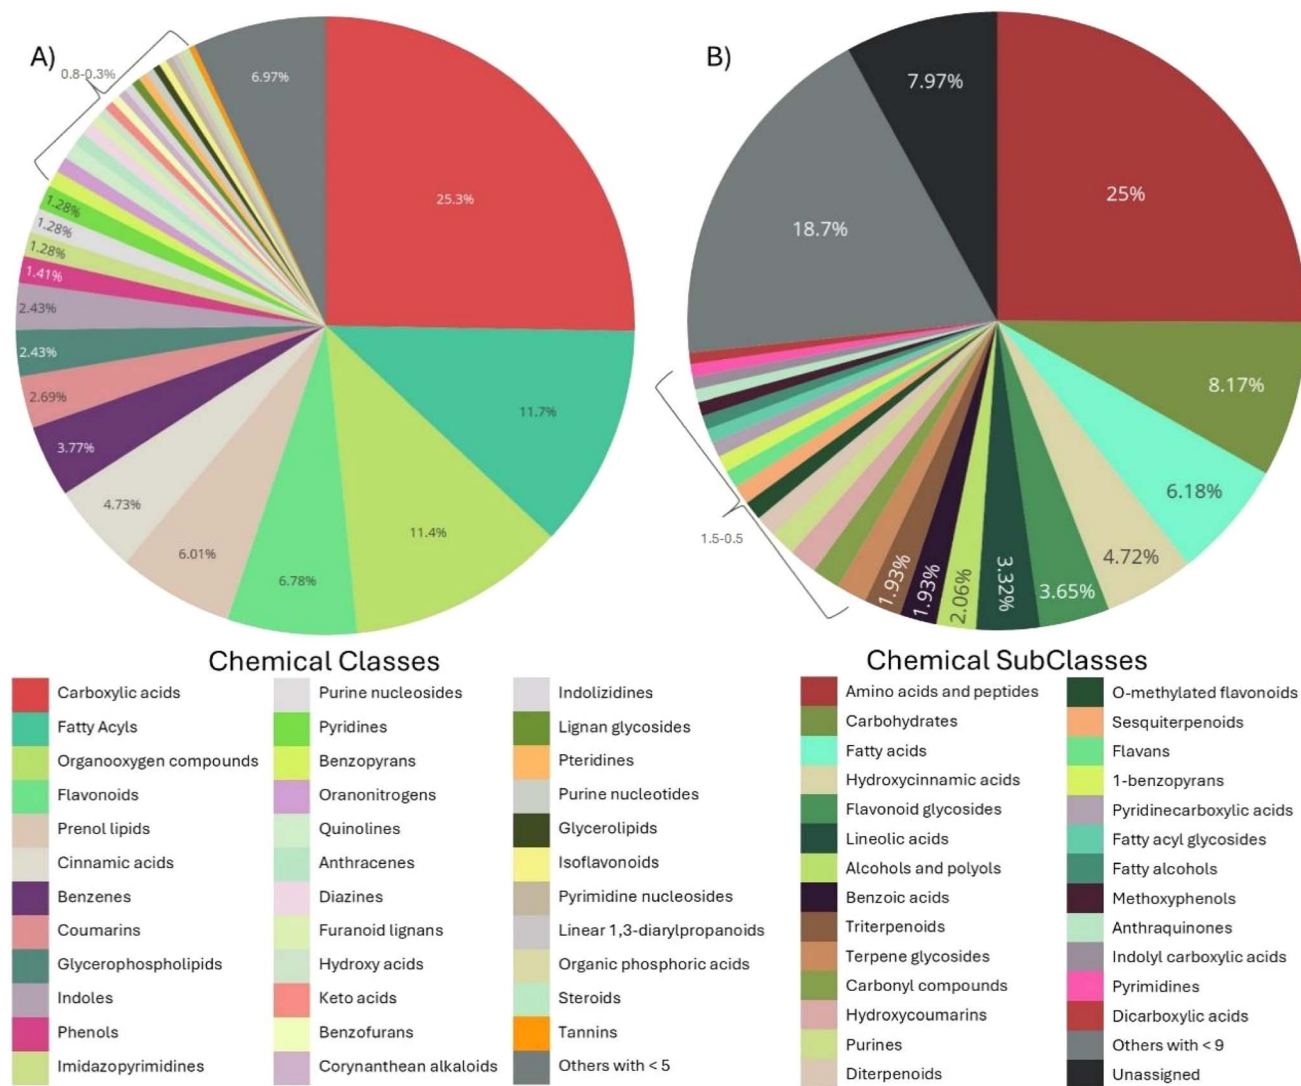 A)
0.8-0.3%
6.97%
25.3%
11.7%
11.4%
6.78%
6.01%
4.73%
3.77%
2.69%
2.43%
2.43%
1.41%
1.28%
1.28%
1.28%
B)
7.97%
25%
18.7%
8.17%
6.18%
4.72%
3.65%
3.32%
2.06%
1.93%
1.93%
1.5-0.5
Chemical Classes
Carboxylic acids
Fatty Acyls
Organooxygen compounds
Flavonoids
Prenol lipids
Cinnamic acids
Benzenes
Coumarins
Glycerophospholipids
Indoles
Phenols
Imidazopyrimidines
Purine nucleosides
Pyridines
Benzopyrans
Oranonitrogens
Quinolines
Anthracenes
Diazines
Furanoid lignans
Hydroxy acids
Keto acids
Benzofurans
Corynanthean alkaloids
Indolizidines
Lignan glycosides
Pteridines
Purine nucleotides
Glycerolipids
Isoflavonoids
Pyrimidine nucleosides
Linear 1,3-diarylpropanoids
Organic phosphoric acids
Steroids
Tannins
Others with < 5
Chemical SubClasses
Amino acids and peptides
Carbohydrates
Fatty acids
Hydroxycinnamic acids
Flavonoid glycosides
Lineolic acids
Alcohols and polyols
Benzoic acids
Triterpenoids
Terpene glycosides
Carbonyl compounds
Hydroxycoumarins
Purines
Diterpenoids
O-methylated flavonoids
Sesquiterpenoids
Flavans
1-benzopyrans
Pyridinecarboxylic acids
Fatty acyl glycosides
Fatty alcohols
Methoxyphenols
Anthraquinones
Indolyl carboxylic acids
Pyrimidines
Dicarboxylic acids
Others with < 9
Unassigned